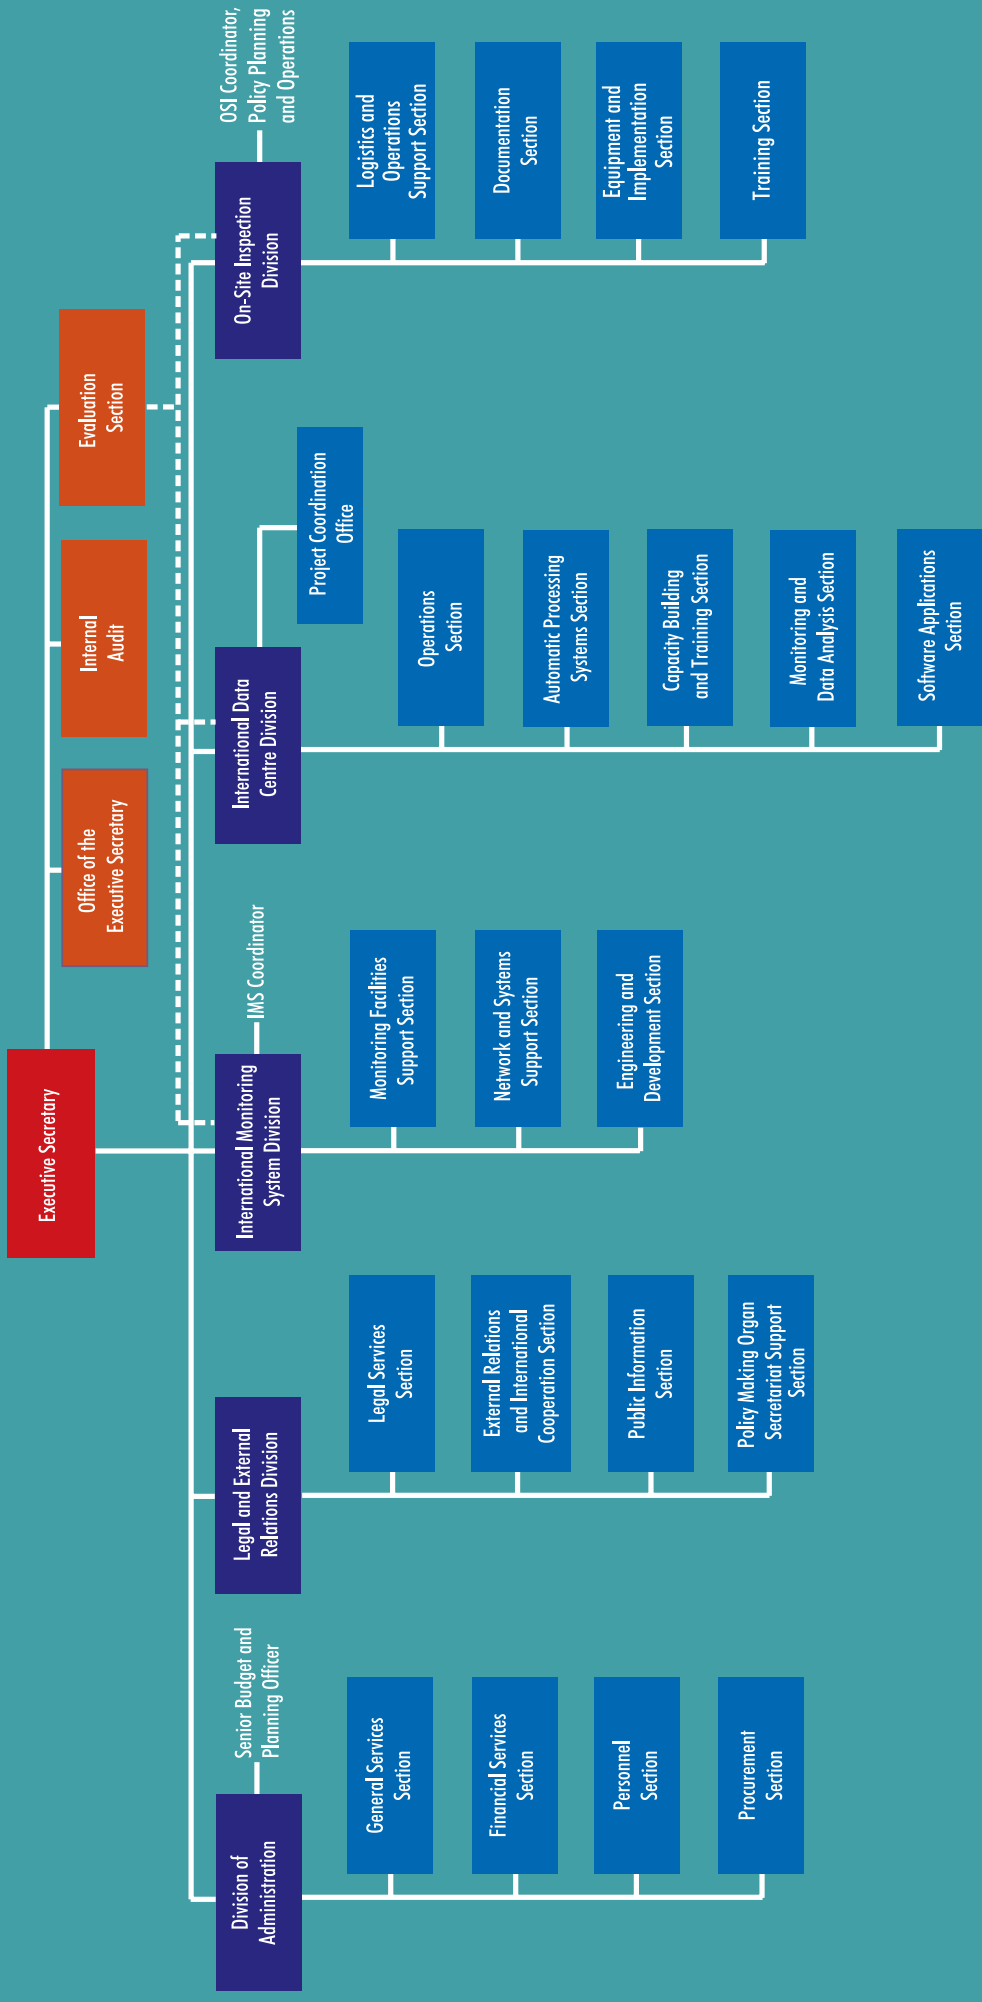 Executive Secretary
Office of the
Executive Secretary
Internal
Audit
Evaluation
Section
Division of
Administration
Senior Budget and
Planning Officer
General Services
Section
Financial Services
Section
Personnel
Section
Procurement
Section
Legal and External
Relations Division
Legal Services
Section
External Relations
and International
Cooperation Section
Public Information
Section
Policy Making Organ
Secretariat Support
Section
International Monitoring
System Division
IMS Coordinator
Monitoring Facilities
Support Section
Network and Systems
Support Section
Engineering and
Development Section
International Data
Centre Division
Project Coordination
Office
Operations
Section
Automatic Processing
Systems Section
Capacity Building
and Training Section
Monitoring and
Data Analysis Section
Software Applications
Section
On-Site Inspection
Division
OSI Coordinator,
Policy Planning
and Operations
Logistics and
Operations
Support Section
Documentation
Section
Equipment and
Implementation
Section
Training Section